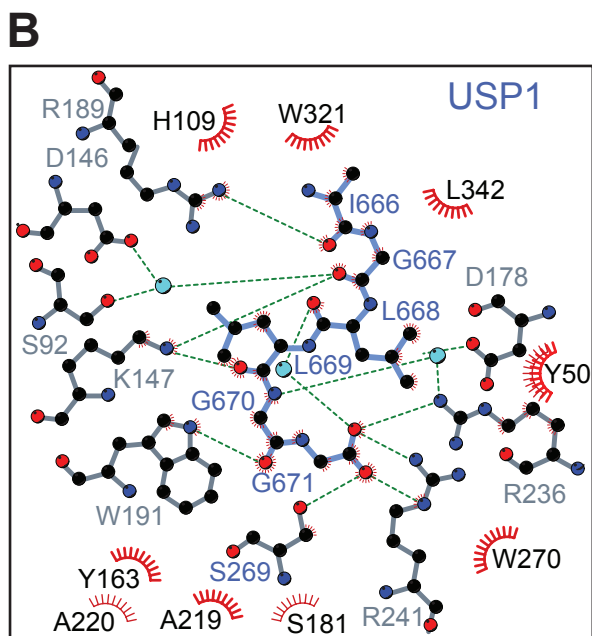 B
USP1
R189
H109
W321
D146
L342
I666
G667
D178
L668
S92
K147
L669
Y50
G670
G671
W191
R236
Y163
S269
W270
A220
A219
S181
R241